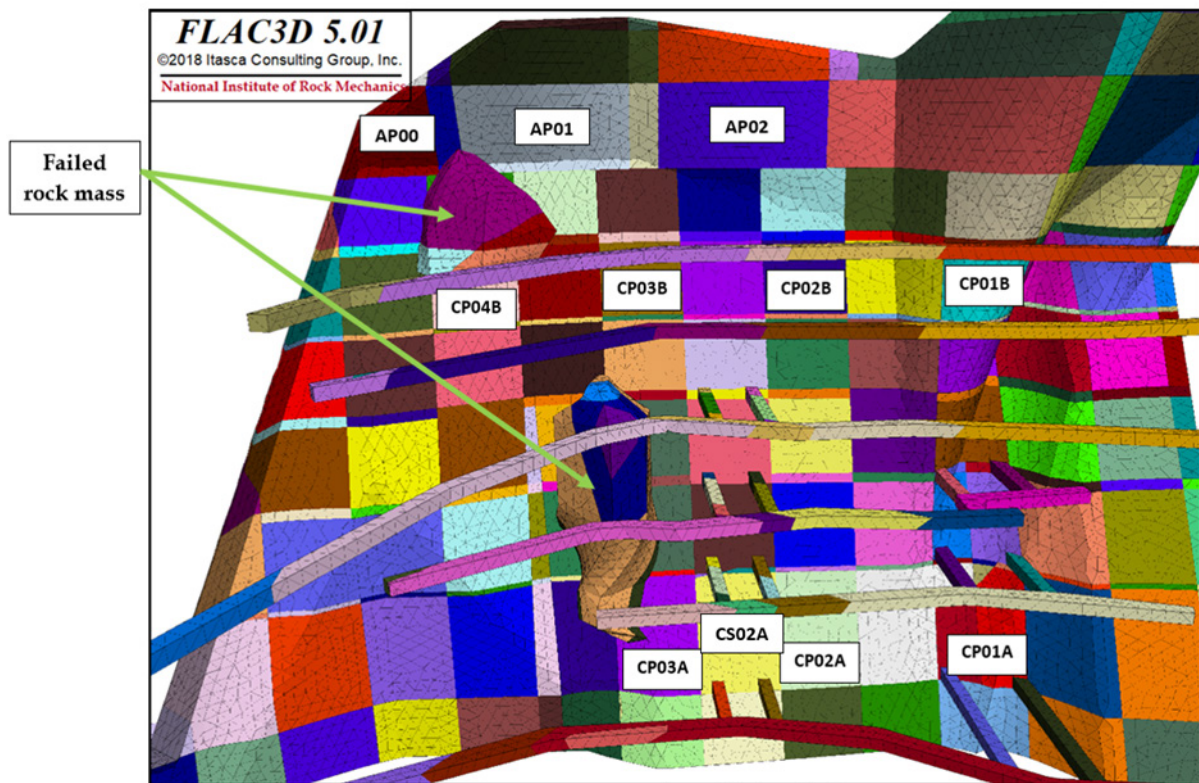 FLAC3D 5.01
©2018 Itasca Consulting Group, Inc.
National Institute of Rock Mechanics
Failed
rock mass
AP00
AP01
AP02
CP04B
CP03B
CP02B
CP01B
CS02A
CP03A
CP02A
CP01A